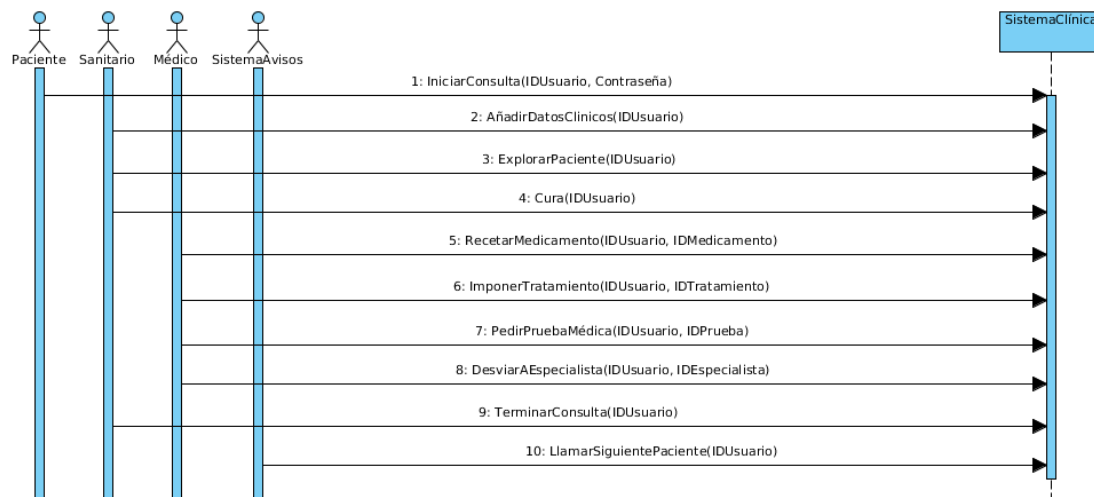 SistemaClínica
Paciente
Sanitario
Médico
SistemaAvisos
1: IniciarConsulta(IDUsuario, Contraseña)
2: AñadirDatosClinicos(IDUsuario)
3: ExplorarPaciente(IDUsuario)
4: Cura(IDUsuario)
5: RecetarMedicamento(IDUsuario, IDMedicamento)
6: ImponerTratamiento(IDUsuario, IDTratamiento)
7: PedirPruebaMédica(IDUsuario, IDPrueba)
8: DesviarAEspecialista(IDUsuario, IDEspecialista)
9: TerminarConsulta(IDUsuario)
10: LlamarSiguientePaciente(IDUsuario)